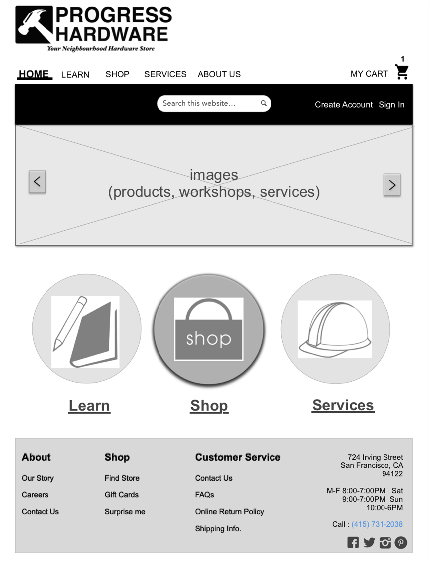 PROGRESS
HARDWARE
Your Neighbourhood Hardware Store
1
HOME LEARN SHOP SERVICES ABOUT US MY CART
Search this website... Create Account Sign In
images
(products, workshops, services)
shop
Learn Shop Services
About Shop Customer Service
Our Story Find Store Contact Us
Careers Gift Cards FAQs
Contact Us Surprise me Online Return Policy
Shipping Info.
724 Irving Street
San Francisco, CA
94122
M-F 8:00-7:00PM Sat
9:00-7:00PM Sun
10:00-6PM
Call : (415) 731-2038